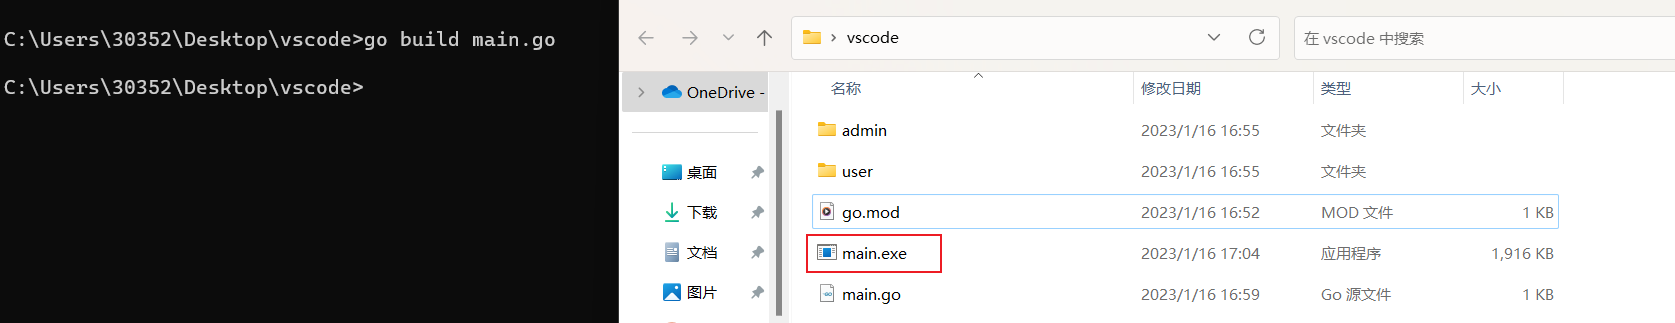 C:\Users\30352\Desktop\vscode>go build main.go
C:\Users\30352\Desktop\vscode>
vscode
在 vscode 中搜索
OneDrive -
桌面
下载
文档
图片
名称 修改日期 类型 大小
admin 2023/1/16 16:55 文件夹
user 2023/1/16 16:55 文件夹
go.mod 2023/1/16 16:52 MOD 文件 1 KB
main.exe 2023/1/16 17:04 应用程序 1,916 KB
main.go 2023/1/16 16:59 Go 源文件 1 KB